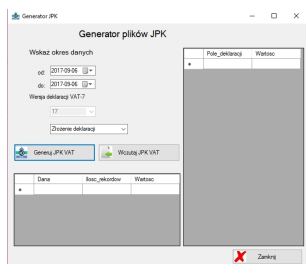 Generator JPK
Generator plików JPK
Wskaż okres danych
od: 2017-09-06
do: 2017-09-06
Wersja deklaracji VAT-7
17
Złożenie deklaracji
Generuj JPK VAT
Wczutaj JPK VAT
Dana Ilosc_rekordow Wartosc
Pole_deklaracji Wartosc
Zamknij